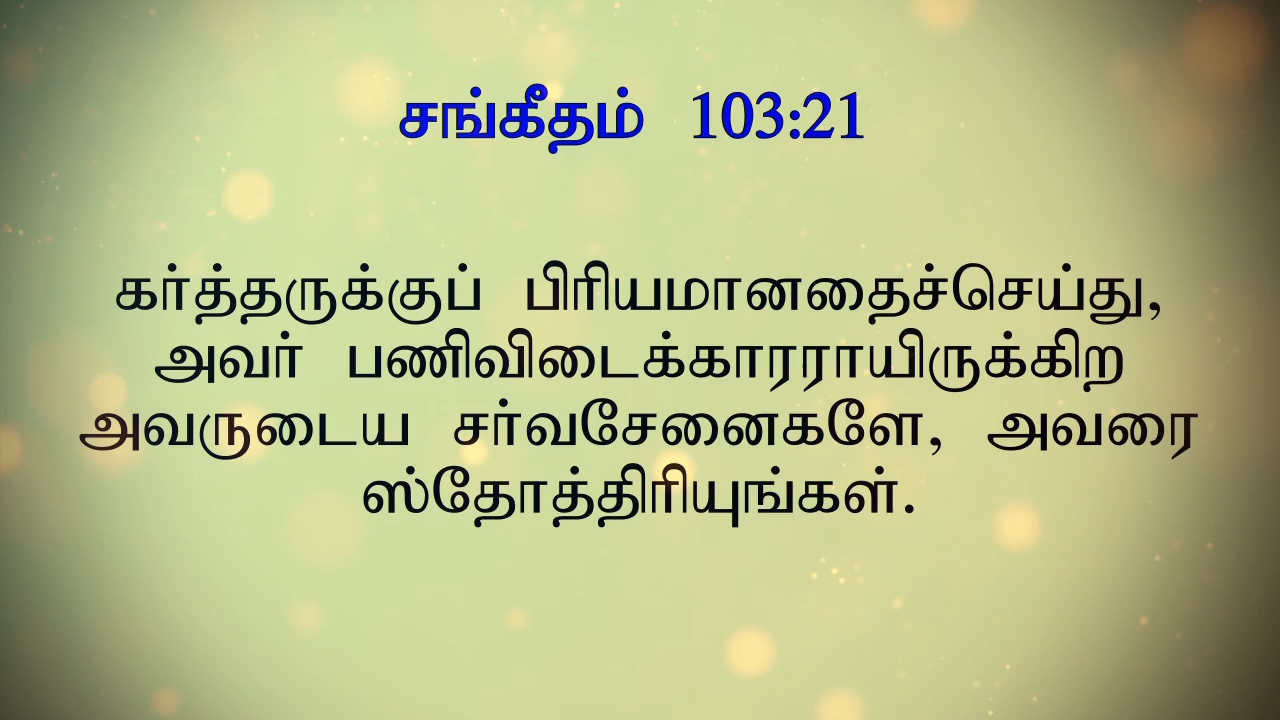 சங்கீதம் 103:21
கர்த்தருக்குப் பிரியமானதைச்செய்து,
அவர் பணிவிடைக்காரராயிருக்கிற
அவருடைய சர்வசேனைகளே, அவரை
ஸ்தோத்திரியுங்கள்.